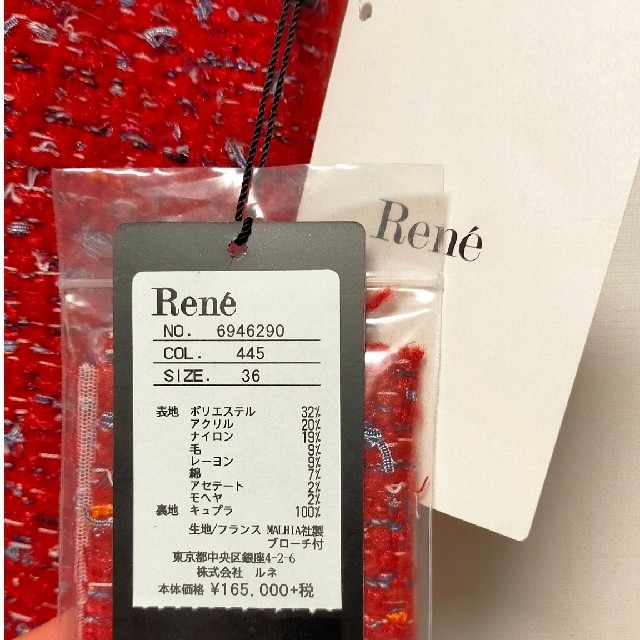 René
René
NO. 6946290
COL. 445
SIZE. 36
表地 ポリエステル 32%
アクリル 20%
ナイロン 19%
毛 9%
レーヨン 9%
綿 7%
アセテート 2%
モヘヤ 2%
裏地 キュプラ 100%
生地/フランス MALHIA社製
ブローチ付
東京都中央区銀座4-2-6
株式会社 ルネ
本体価格 ¥165,000+税